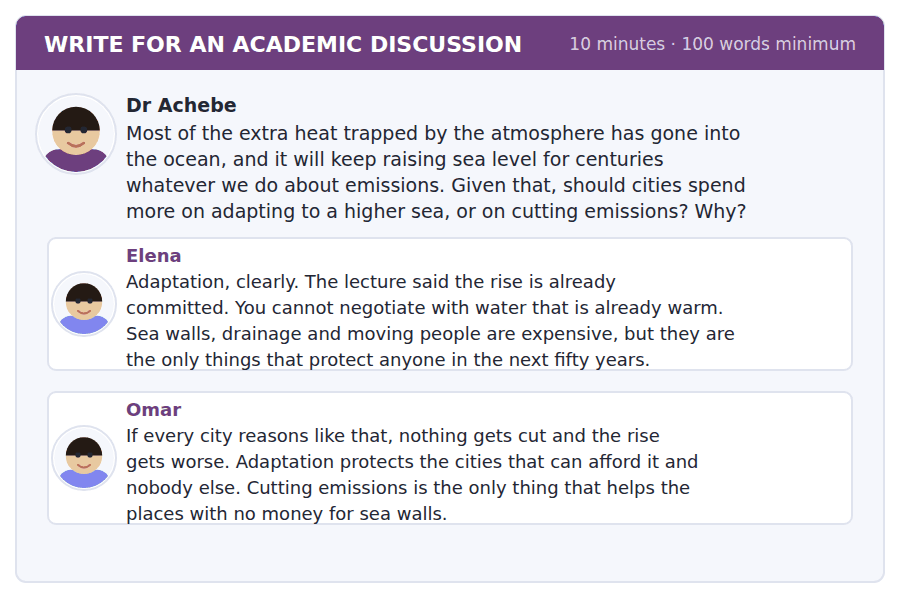 WRITE FOR AN ACADEMIC DISCUSSION
10 minutes · 100 words minimum
Dr Achebe
Most of the extra heat trapped by the atmosphere has gone into
the ocean, and it will keep raising sea level for centuries
whatever we do about emissions. Given that, should cities spend
more on adapting to a higher sea, or on cutting emissions? Why?
Elena
Adaptation, clearly. The lecture said the rise is already
committed. You cannot negotiate with water that is already warm.
Sea walls, drainage and moving people are expensive, but they are
the only things that protect anyone in the next fifty years.
Omar
If every city reasons like that, nothing gets cut and the rise
gets worse. Adaptation protects the cities that can afford it and
nobody else. Cutting emissions is the only thing that helps the
places with no money for sea walls.